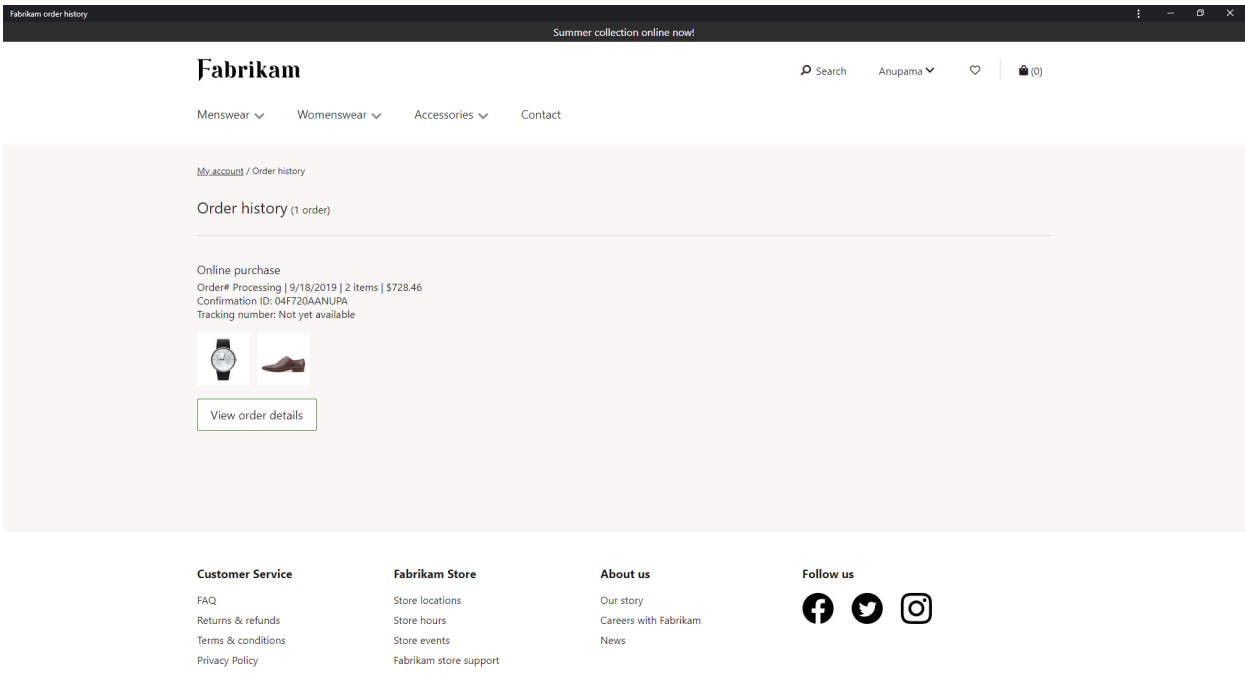 Fabrikam order history
Summer collection online now!
Fabrikam
Search Anupama (0)
Menswear Womenswear Accessories Contact
My account / Order history
Order history (1 order)
Online purchase
Order# Processing | 9/18/2019 | 2 items | $728.46
Confirmation ID: 04F720AANUPA
Tracking number: Not yet available
View order details
Customer Service Fabrikam Store About us Follow us
FAQ Store locations Our story
Returns & refunds Store hours Careers with Fabrikam
Terms & conditions Store events News
Privacy Policy Fabrikam store support